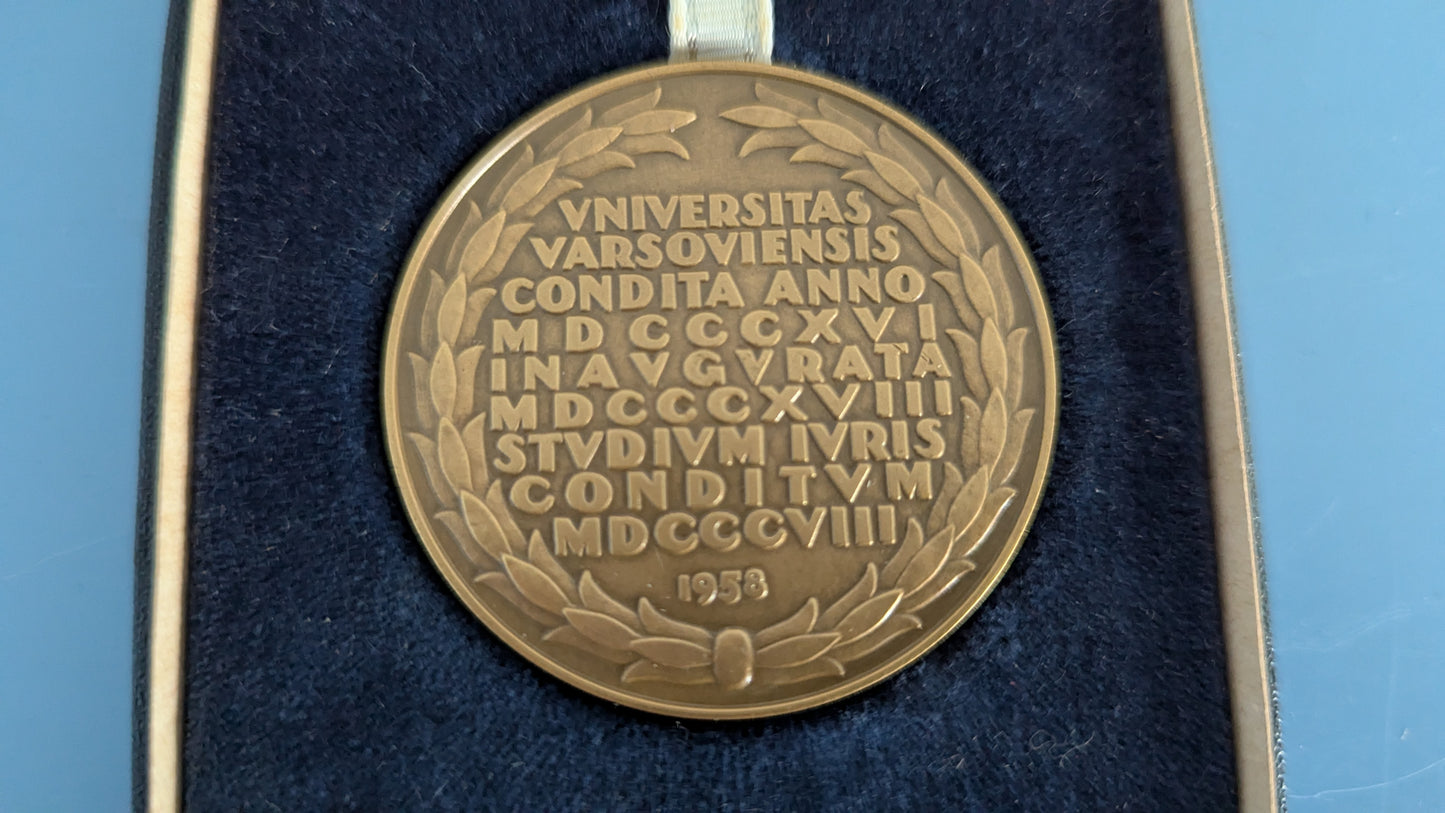 VNIVERSITAS
VARSOVIENSIS
CONDITA ANNO
MDCCCXVI
INAVGVRATA
MDCCCXVIII
STVDIVM IVRIS
CONDITVM
MDCCCVIII
1958